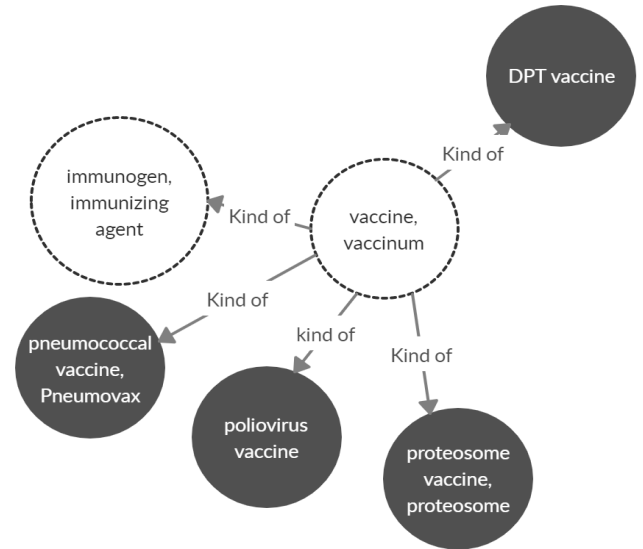 DPT vaccine
Kind of
immunogen,
immunizing
agent
Kind of
vaccine,
vaccinum
Kind of
pneumococcal
vaccine,
Pneumovax
kind of
poliovirus
vaccine
Kind of
proteosome
vaccine,
proteosome